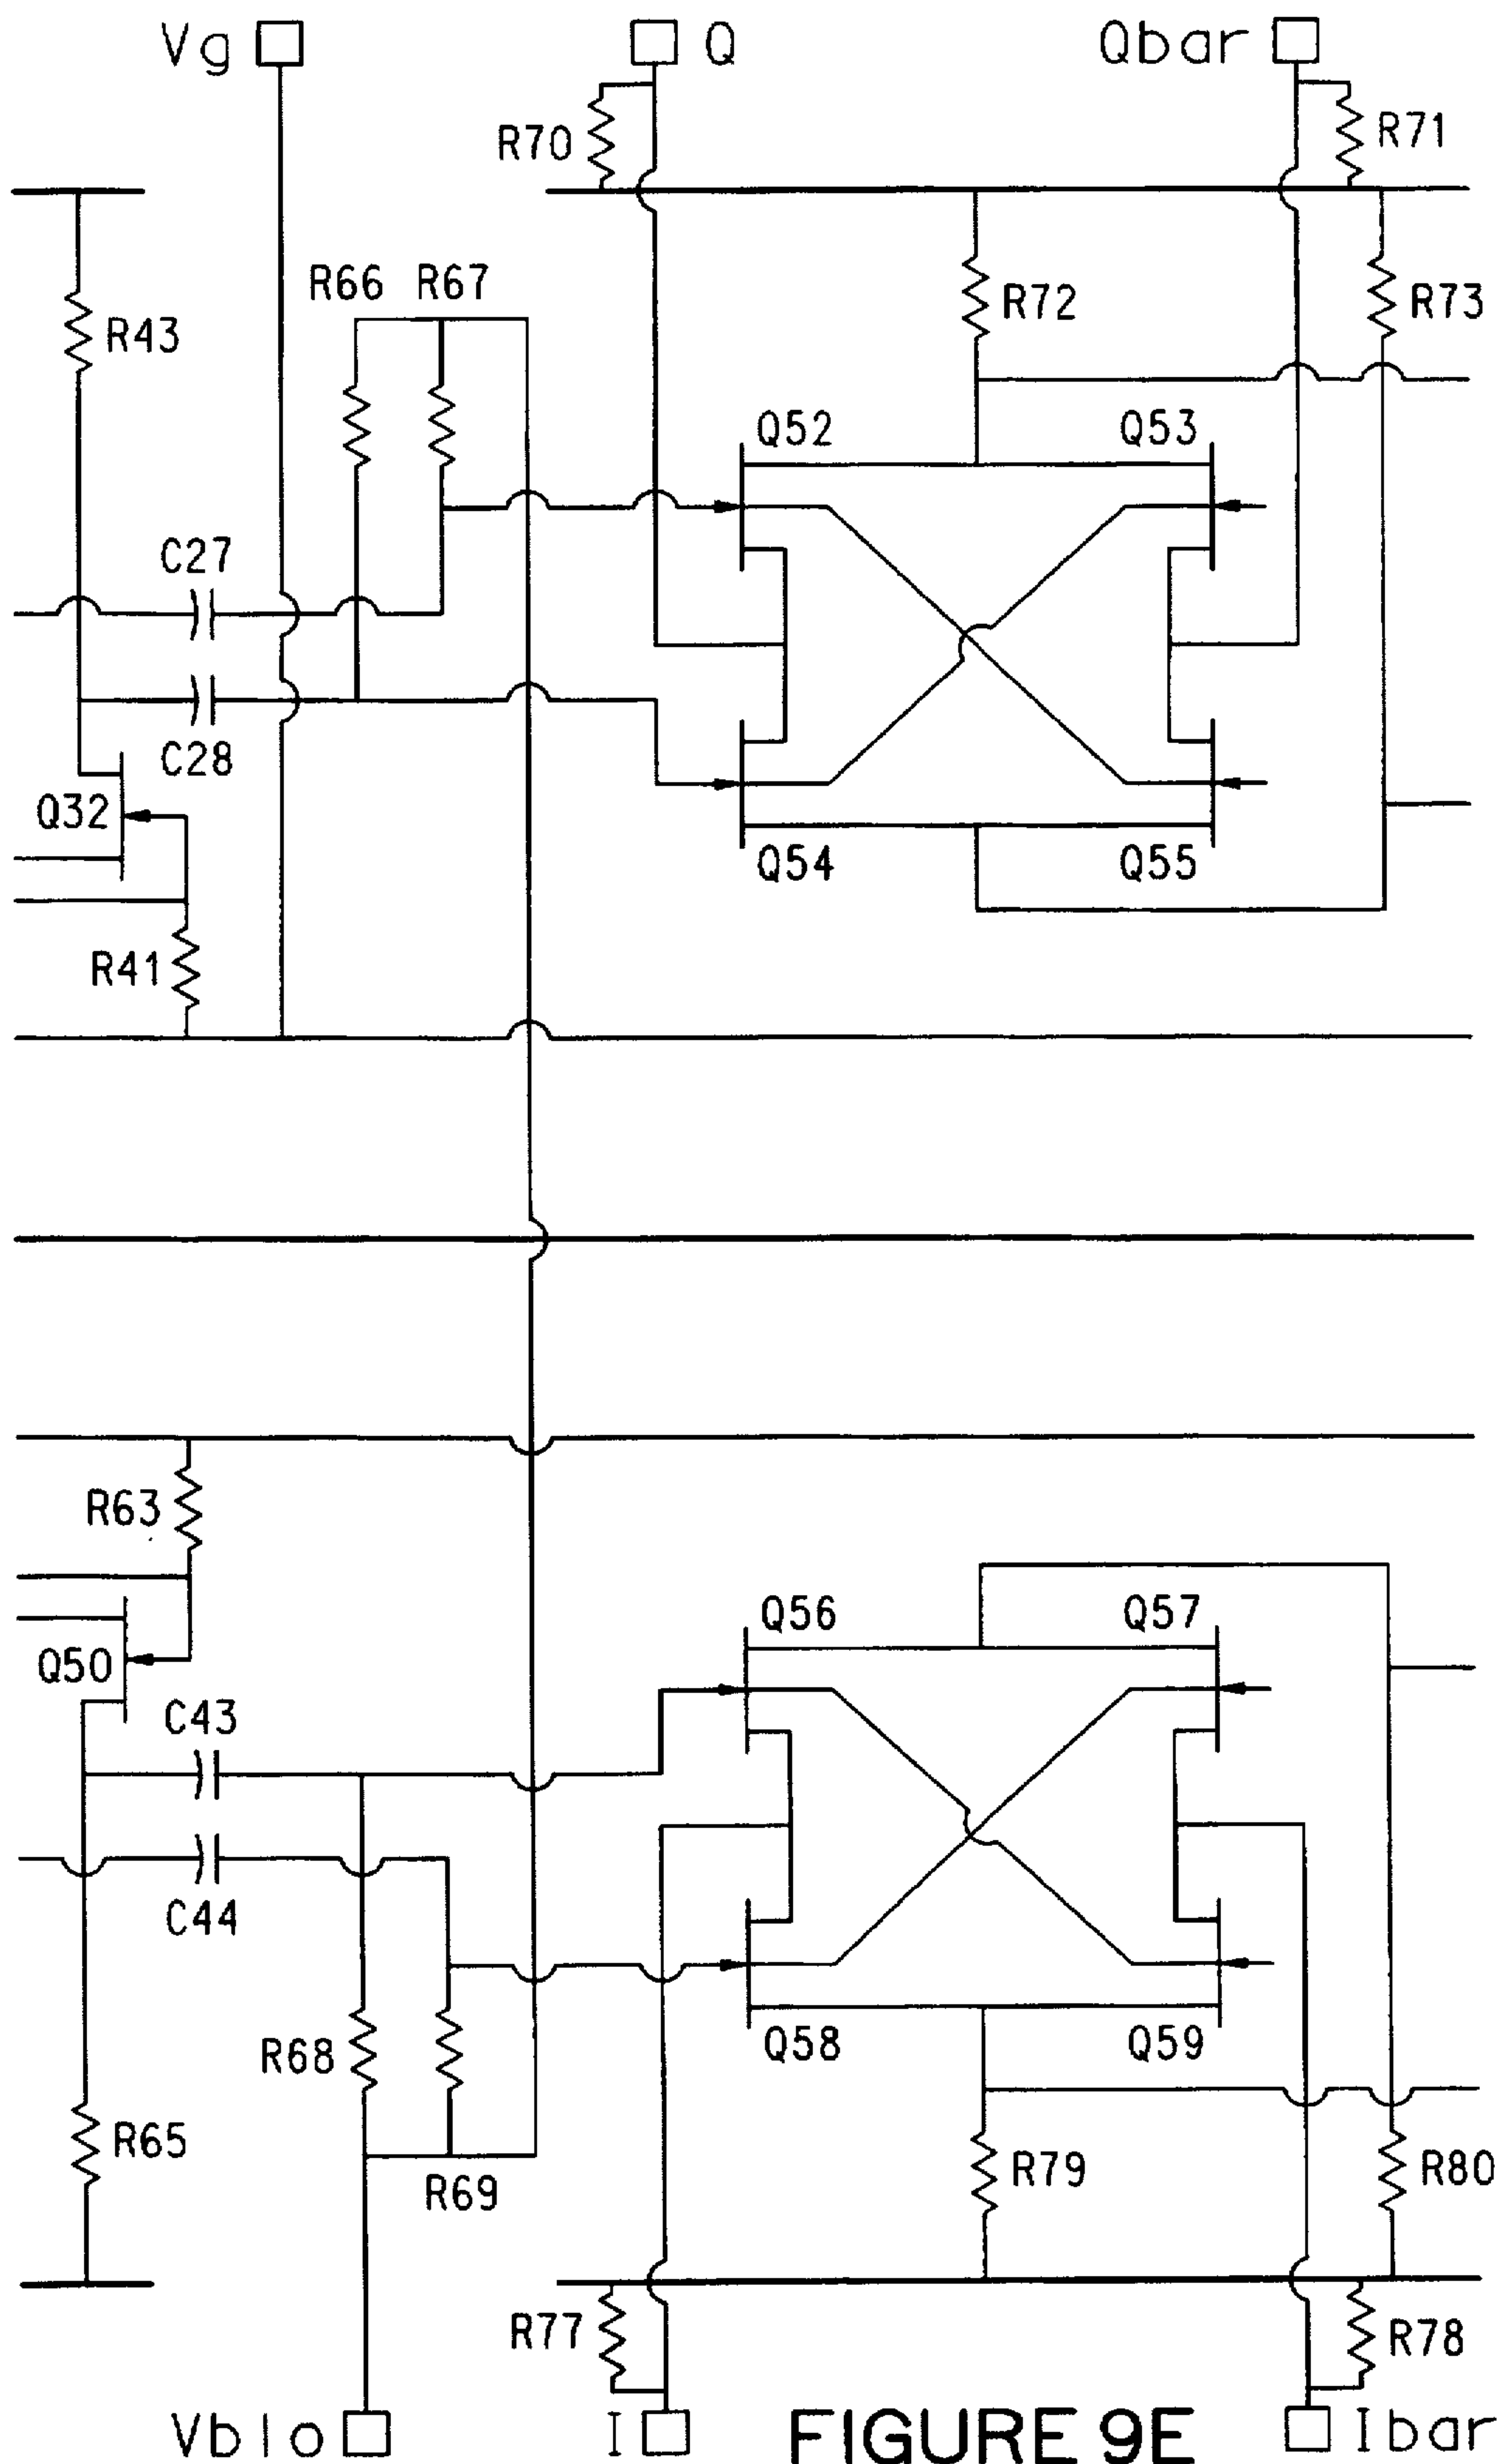 Vg Q Qbar
R70 R71
R66 R67
R43 R72 R73
Q52 Q53
C27
C28
Q32
Q54 Q55
R41
R63
Q56 Q57
Q50
C43
C44
R68 Q58 Q59
R65 R79 R80
R69
R77 R78
Vblo I FIGURE 9E Ibar